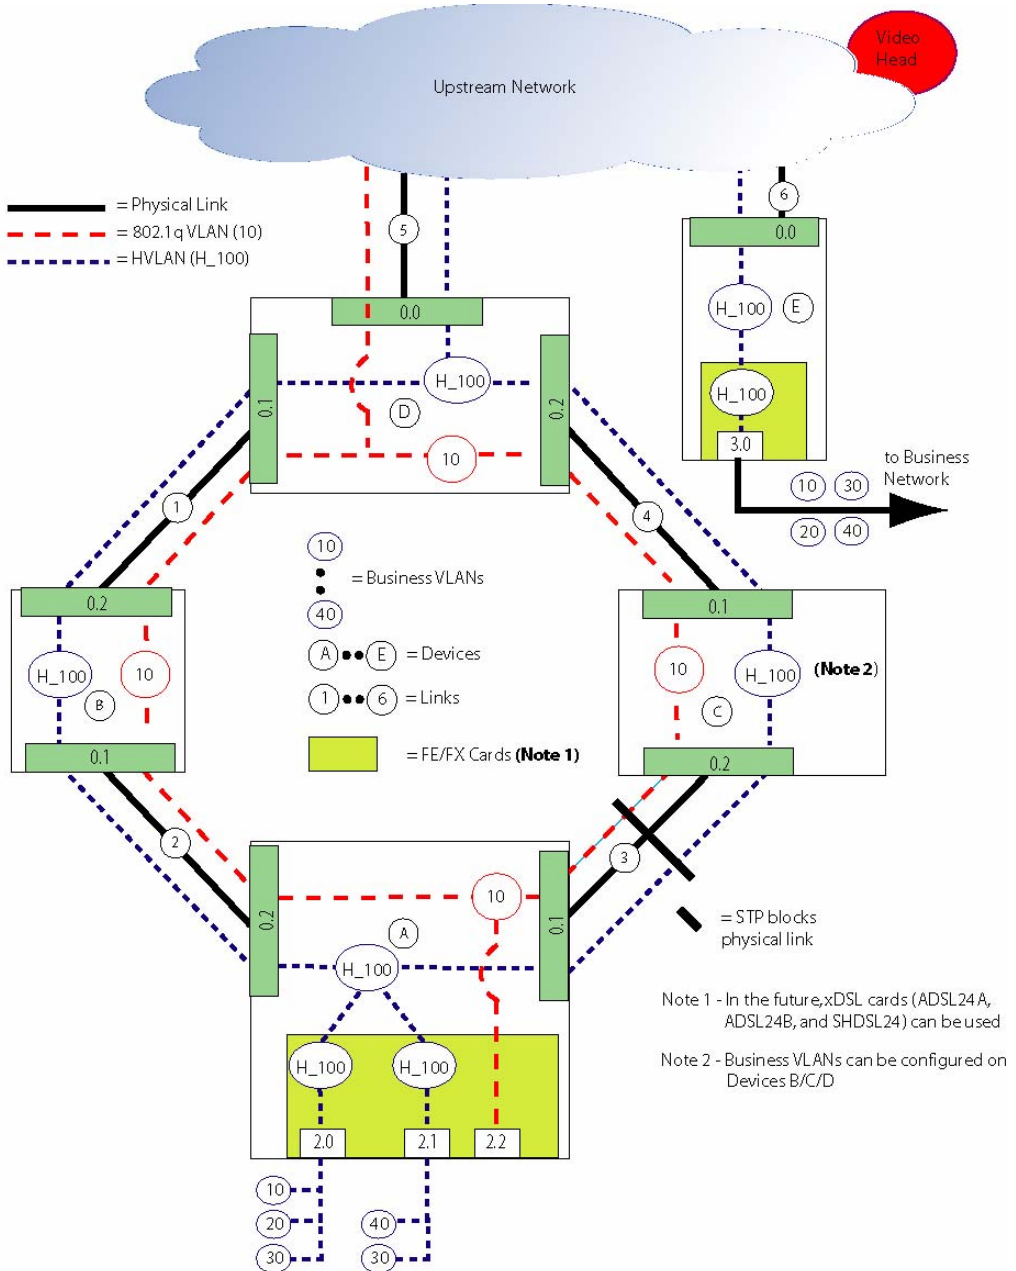 Video
Head
Upstream Network
= Physical Link
= 802.1q VLAN (10)
= HVLAN (H_100)
5
6
0.0
H_100
E
H_100
3.0
to Business
Network
10
30
20
40
0.0
0.1
H_100
0.2
D
10
1
4
10
= Business VLANs
40
A
E
= Devices
1
6
= Links
= FE/FX Cards (Note 1)
0.2
H_100
10
B
0.1
0.1
10
H_100
(Note 2)
C
0.2
2
3
= STP blocks
physical link
0.2
10
0.1
A
H_100
H_100
H_100
2.0
2.1
2.2
10
20
30
40
30
Note 1 - In the future, xDSL cards (ADSL24A,
ADSL24B, and SHDSL24) can be used
Note 2 - Business VLANs can be configured on
Devices B/C/D